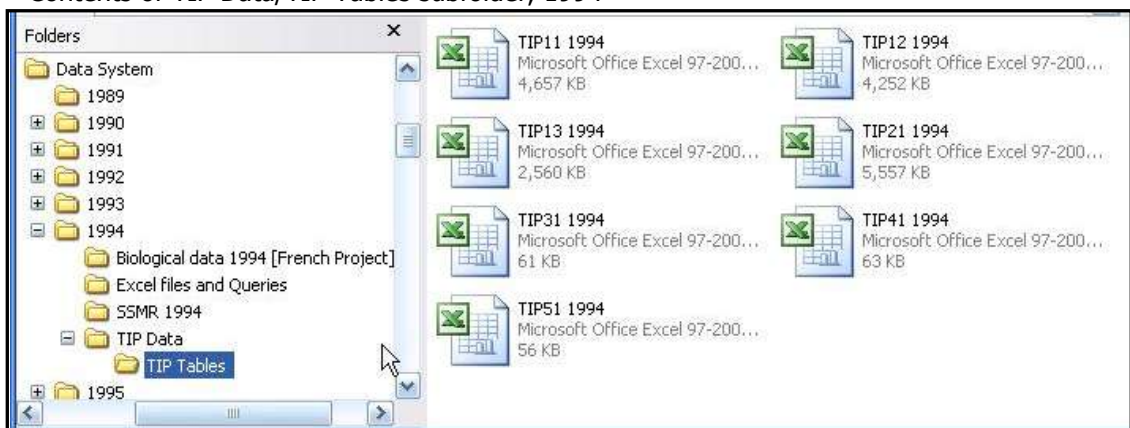 Folders
Data System
1989
1990
1991
1992
1993
1994
Biological data 1994 [French Project]
Excel files and Queries
SSMR 1994
TIP Data
TIP Tables
1995
TIP11 1994
Microsoft Office Excel 97-200...
4,657 KB
TIP12 1994
Microsoft Office Excel 97-200...
4,252 KB
TIP13 1994
Microsoft Office Excel 97-200...
2,560 KB
TIP21 1994
Microsoft Office Excel 97-200...
5,557 KB
TIP31 1994
Microsoft Office Excel 97-200...
61 KB
TIP41 1994
Microsoft Office Excel 97-200...
63 KB
TIP51 1994
Microsoft Office Excel 97-200...
56 KB